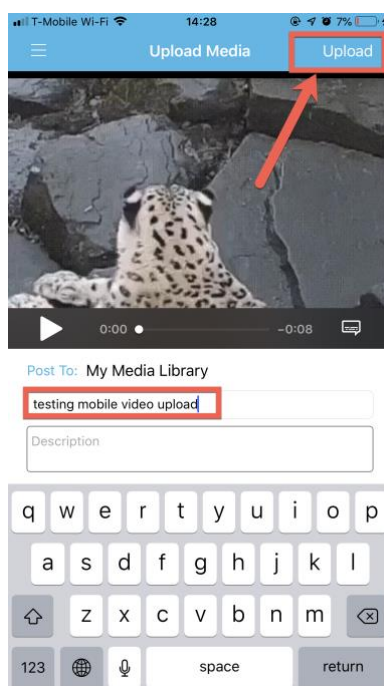 T-Mobile Wi-Fi 14:28 7%
Upload Media Upload
0:00 -0:08
Post To: My Media Library
testing mobile video upload
Description
q w e r t y u i o p
a s d f g h j k l
z x c v b n m
123 space return